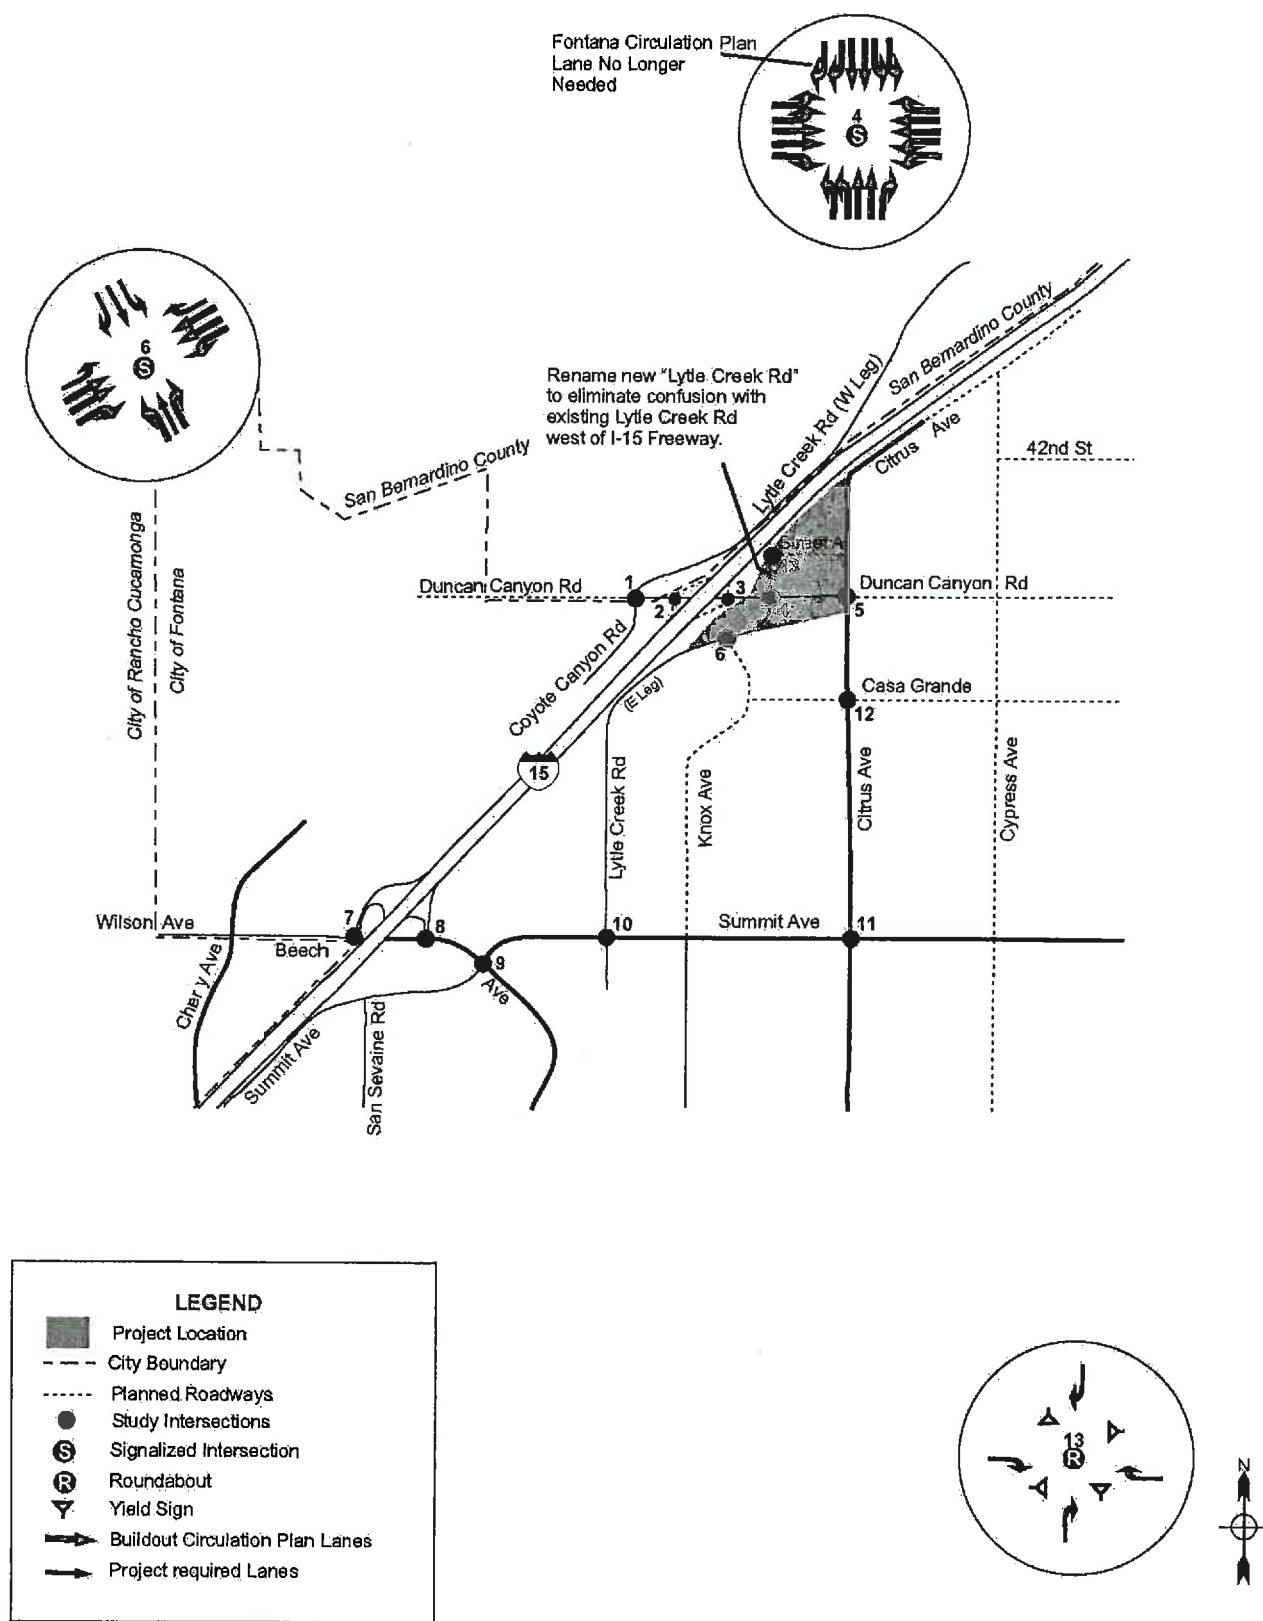 Fontana Circulation Plan
Lane No Longer
Needed
4
S
6
S
Rename new "Lytle Creek Rd"
to eliminate confusion with
existing Lytle Creek Rd
west of I-15 Freeway.
San Bernardino County
Lytle Creek Rd (W Leg)
Citrus Ave
42nd St
San Bernardino County
City of Rancho Cucamonga
City of Fontana
Duncan Canyon Rd
1
2
3
Duncan Canyon Rd
5
6
Coyote Canyon Rd
(E Leg)
Casa Grande
12
15
Lytle Creek Rd
Knox Ave
Citrus Ave
Cypress Ave
Wilson Ave
7
8
10
Summit Ave
11
Beech
9
Ave
Cherry Ave
Summit Ave
San Sevaine Rd
LEGEND
Project Location
City Boundary
Planned Roadways
Study Intersections
S Signalized Intersection
R Roundabout
Yield Sign
Buildout Circulation Plan Lanes
Project required Lanes
13
R
N